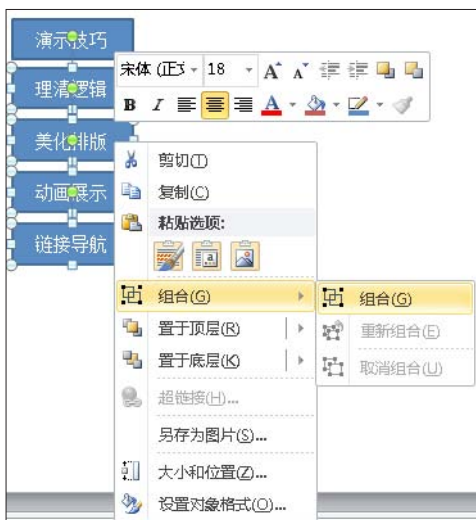 演示技巧
理清逻辑
美化排版
动画展示
链接导航
宋体 (正文 18 A A
B I A
剪切(T)
复制(C)
粘贴选项:
组合(G)
置于顶层(R)
置于底层(K)
超链接(H)...
另存为图片(S)...
大小和位置(Z)...
设置对象格式(O)...
组合(G)
重新组合(E)
取消组合(U)